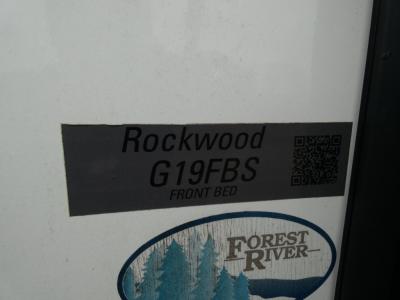 Rockwood
G19FBS
FRONT BED
FOREST
RIVER